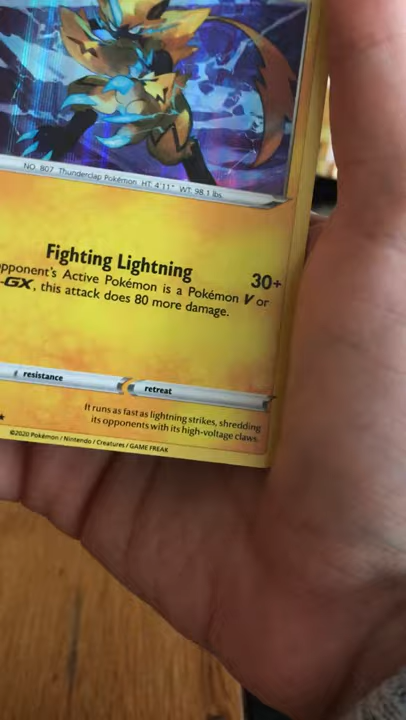 NO. 807 Thunderclap Pokémon HT: 4'11" WT: 98.1 lbs.
Fighting Lightning 30+
pponent's Active Pokémon is a Pokémon V or
-GX, this attack does 80 more damage.
resistance retreat
It runs as fast as lightning strikes, shredding
its opponents with its high-voltage claws.
©2020 Pokémon / Nintendo / Creatures / GAME FREAK